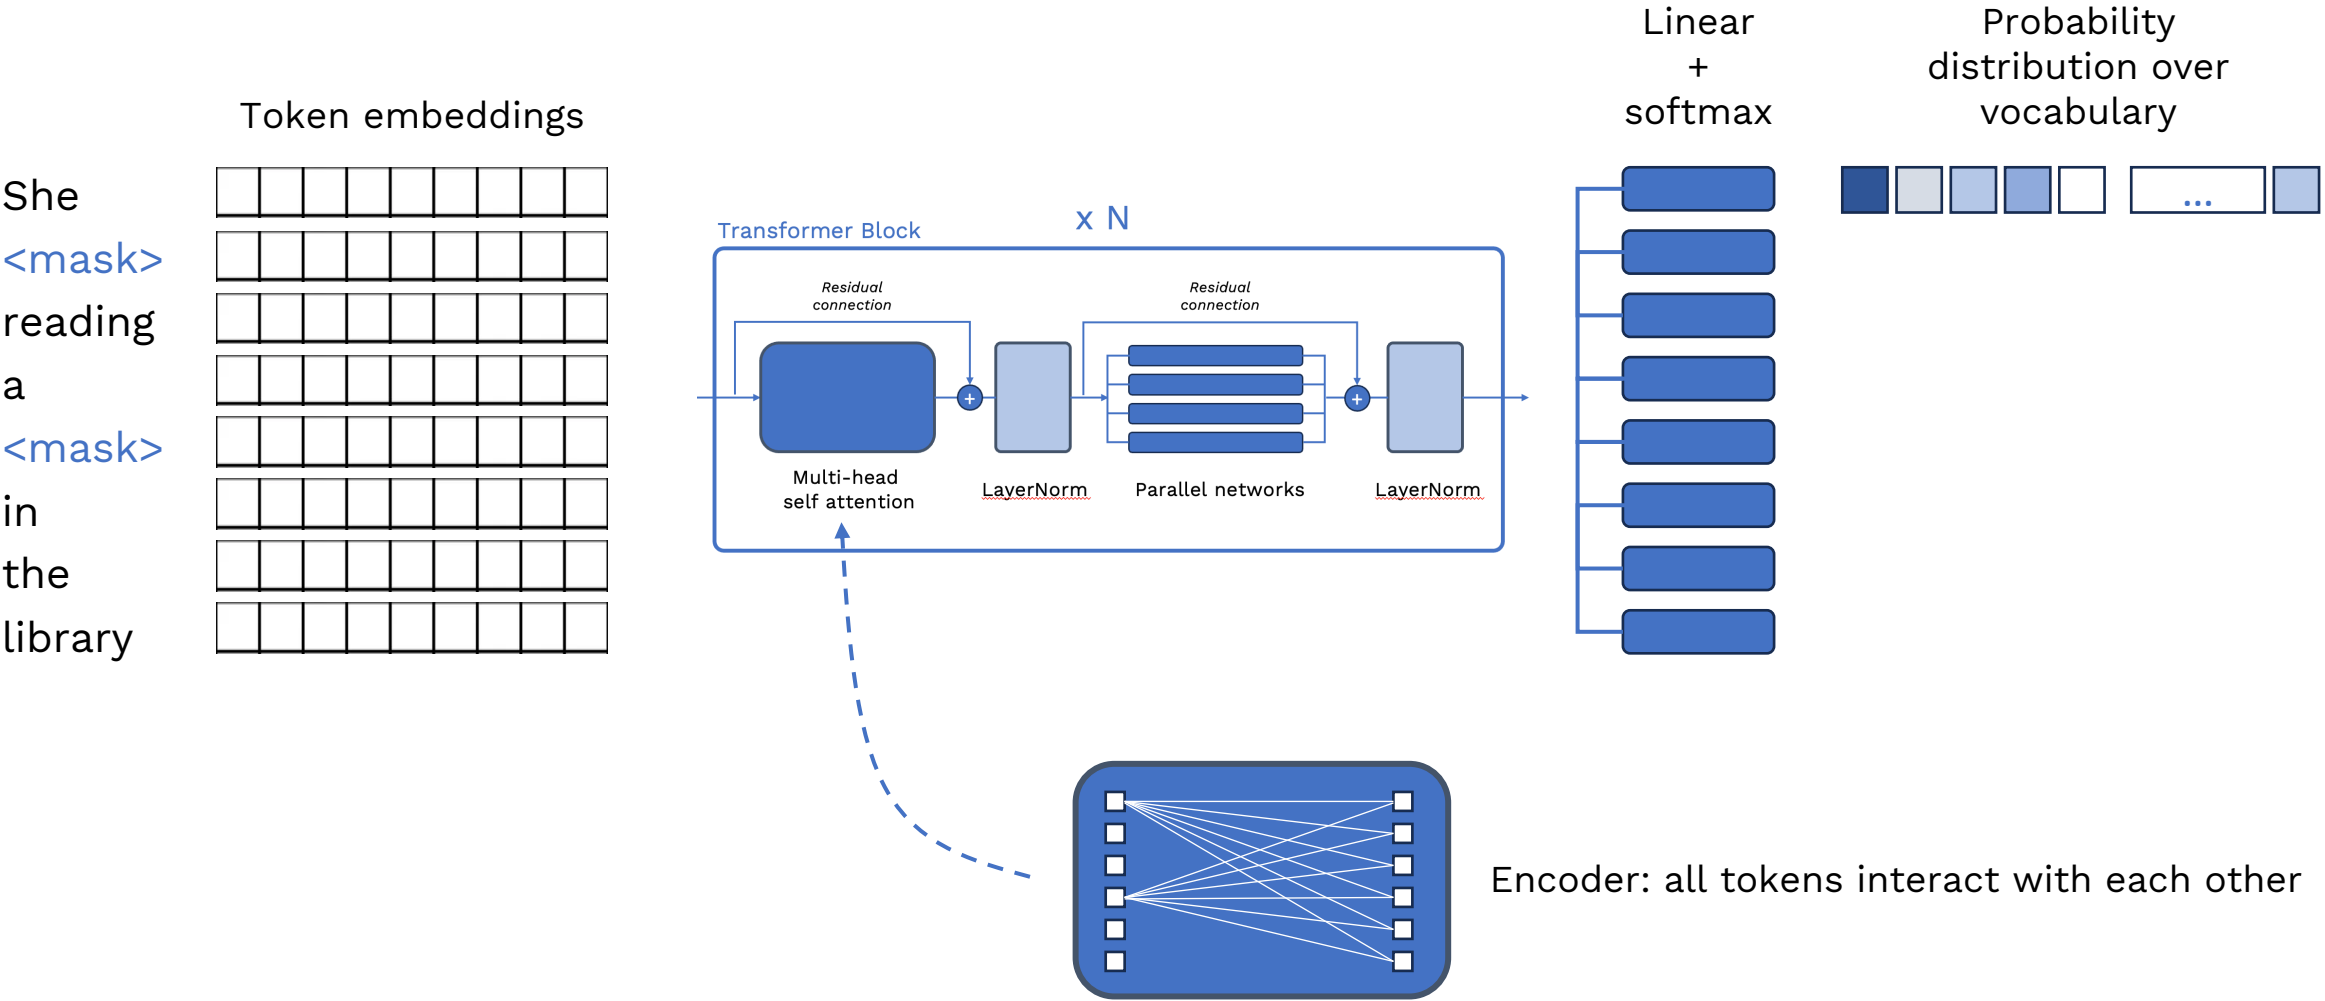 Linear
+
softmax
Probability
distribution over
vocabulary
Token embeddings
She
<mask>
reading
a
<mask>
in
the
library
Transformer Block
x N
Residual
connection
Residual
connection
+
+
Multi-head
self attention
LayerNorm
Parallel networks
LayerNorm
...
Encoder: all tokens interact with each other